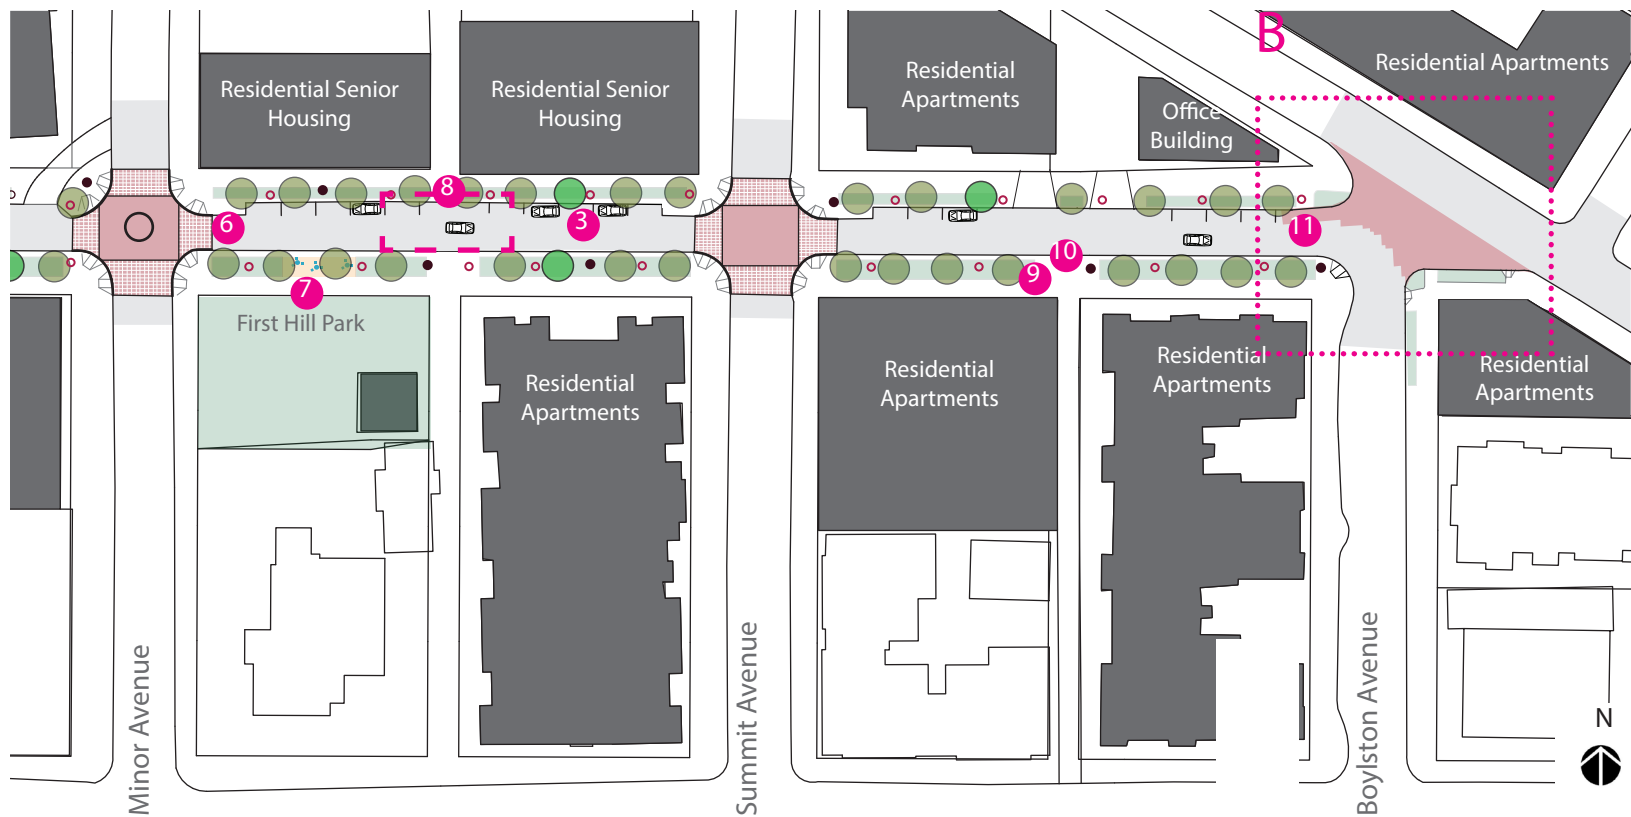 B
Residential Apartments
Residential Senior
Housing
Residential Senior
Housing
Residential
Apartments
Office
Building
8
6
3
11
10
9
7
First Hill Park
Residential
Apartments
Residential
Apartments
Residential
Apartments
Residential
Apartments
Minor Avenue
Summit Avenue
Boylston Avenue
N